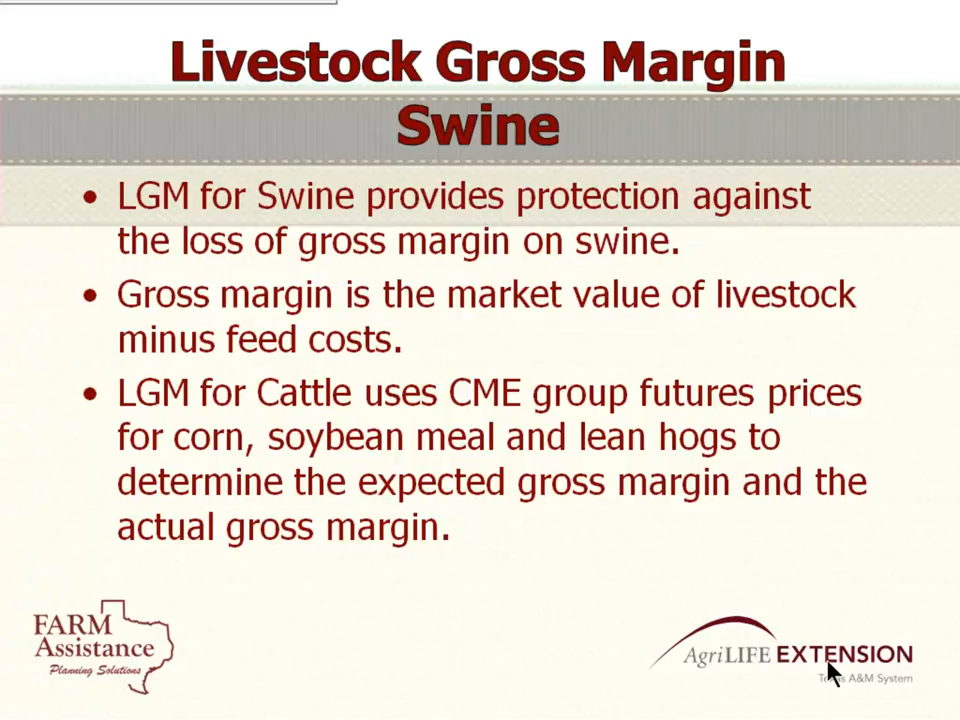 Livestock Gross Margin
Swine
• LGM for Swine provides protection against
the loss of gross margin on swine.
• Gross margin is the market value of livestock
minus feed costs.
• LGM for Cattle uses CME group futures prices
for corn, soybean meal and lean hogs to
determine the expected gross margin and the
actual gross margin.
FARM
Assistance
Planning Solutions
AgriLIFE EXTENSION
Texas A&M System